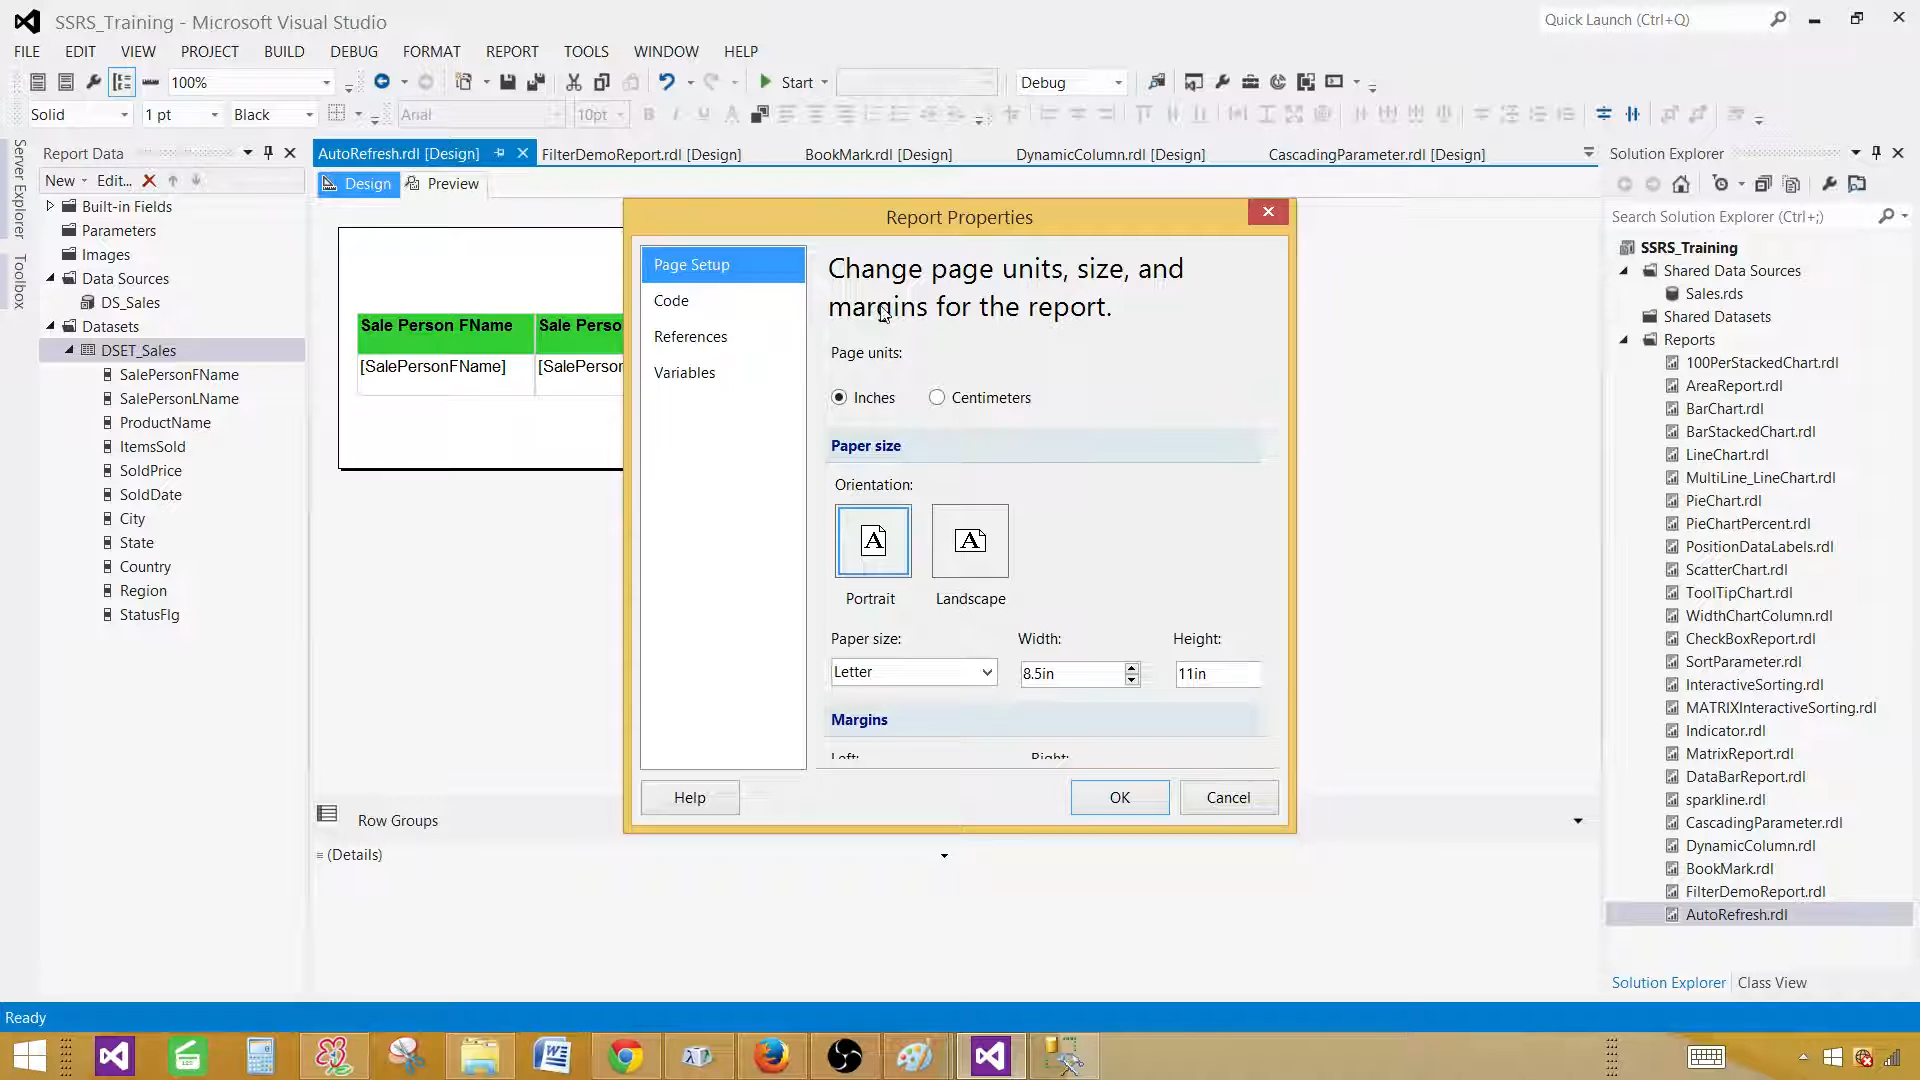 SSRS_Training - Microsoft Visual Studio
Quick Launch (Ctrl+Q)
FILE EDIT VIEW PROJECT BUILD DEBUG FORMAT REPORT TOOLS WINDOW HELP
100% Start Debug
Solid 1 pt Black Arial 10pt B I U A
Server Explorer
Toolbox
Report Data
New Edit...
Built-in Fields
Parameters
Images
Data Sources
DS_Sales
Datasets
DSET_Sales
SalePersonFName
SalePersonLName
ProductName
ItemsSold
SoldPrice
SoldDate
City
State
Country
Region
StatusFlg
AutoRefresh.rdl [Design] FilterDemoReport.rdl [Design] BookMark.rdl [Design] DynamicColumn.rdl [Design] CascadingParameter.rdl [Design]
Design Preview
Sale Person FName Sale Perso
[SalePersonFName] [SalePerson
Report Properties
Page Setup
Code
References
Variables
Change page units, size, and
margins for the report.
Page units:
Inches Centimeters
Paper size
Orientation:
A A
Portrait Landscape
Paper size: Width: Height:
Letter 8.5in 11in
Margins
Left: Right:
Help OK Cancel
Row Groups
(Details)
Solution Explorer
Search Solution Explorer (Ctrl+;)
SSRS_Training
Shared Data Sources
Sales.rds
Shared Datasets
Reports
100PerStackedChart.rdl
AreaReport.rdl
BarChart.rdl
BarStackedChart.rdl
LineChart.rdl
MultiLine_LineChart.rdl
PieChart.rdl
PieChartPercent.rdl
PositionDataLabels.rdl
ScatterChart.rdl
ToolTipChart.rdl
WidthChartColumn.rdl
CheckBoxReport.rdl
SortParameter.rdl
InteractiveSorting.rdl
MATRIXInteractiveSorting.rdl
Indicator.rdl
MatrixReport.rdl
DataBarReport.rdl
sparkline.rdl
CascadingParameter.rdl
DynamicColumn.rdl
BookMark.rdl
FilterDemoReport.rdl
AutoRefresh.rdl
Solution Explorer Class View
Ready